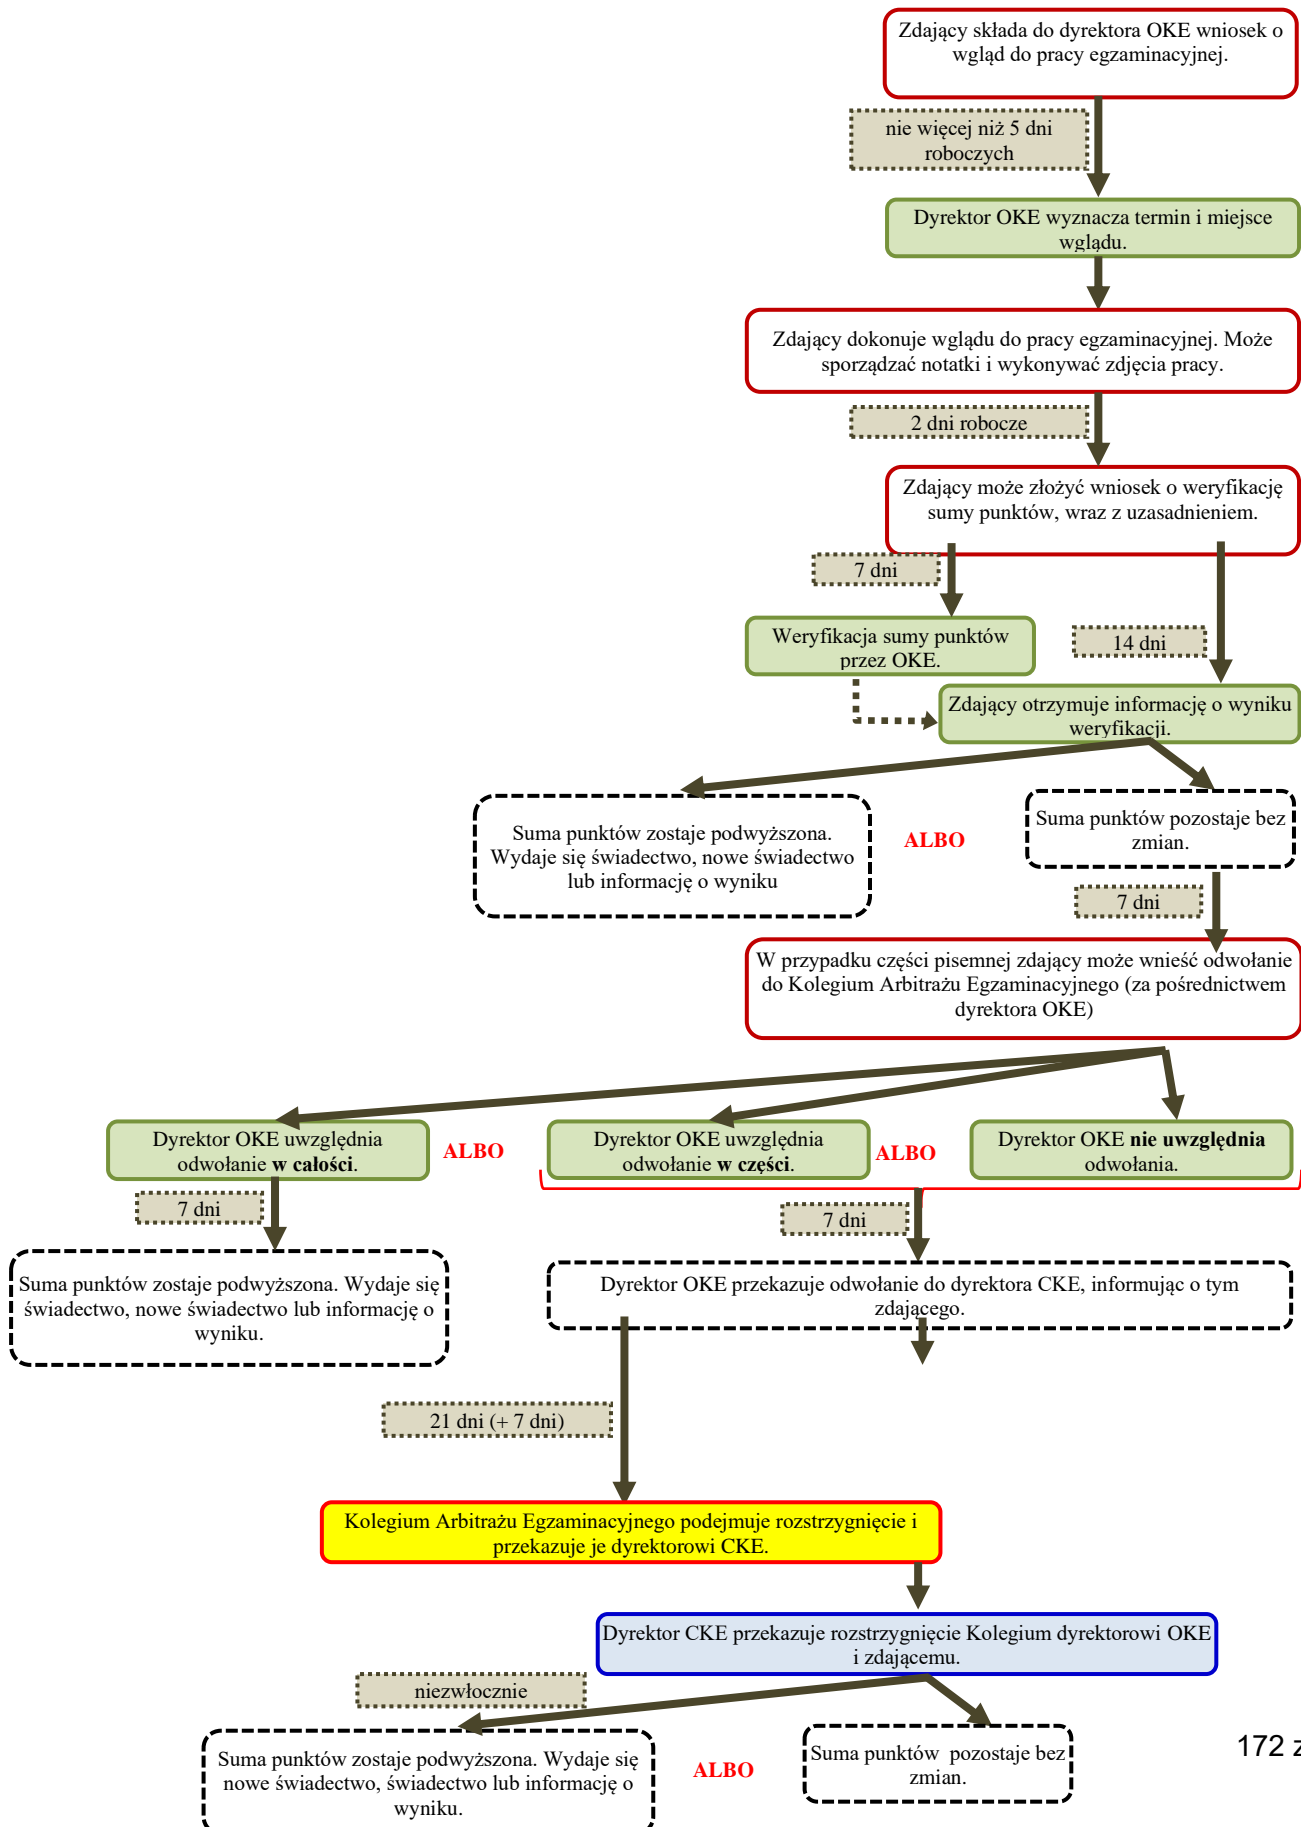 Zdający składa do dyrektora OKE wniosek o
wgląd do pracy egzaminacyjnej.
nie więcej niż 5 dni
roboczych
Dyrektor OKE wyznacza termin i miejsce
wglądu.
Zdający dokonuje wglądu do pracy egzaminacyjnej. Może
sporządzać notatki i wykonywać zdjęcia pracy.
2 dni robocze
Zdający może złożyć wniosek o weryfikację
sumy punktów, wraz z uzasadnieniem.
7 dni
Weryfikacja sumy punktów
przez OKE.
14 dni
Zdający otrzymuje informację o wyniku
weryfikacji.
Suma punktów zostaje podwyższona.
Wydaje się świadectwo, nowe świadectwo
lub informację o wyniku
ALBO
Suma punktów pozostaje bez
zmian.
7 dni
W przypadku części pisemnej zdający może wnieść odwołanie
do Kolegium Arbitrażu Egzaminacyjnego (za pośrednictwem
dyrektora OKE)
Dyrektor OKE uwzględnia
odwołanie w całości.
ALBO
Dyrektor OKE uwzględnia
odwołanie w części.
ALBO
Dyrektor OKE nie uwzględnia
odwołania.
7 dni
7 dni
Suma punktów zostaje podwyższona. Wydaje się
świadectwo, nowe świadectwo lub informację o
wyniku.
Dyrektor OKE przekazuje odwołanie do dyrektora CKE, informując o tym
zdającego.
21 dni (+ 7 dni)
Kolegium Arbitrażu Egzaminacyjnego podejmuje rozstrzygnięcie i
przekazuje je dyrektorowi CKE.
Dyrektor CKE przekazuje rozstrzygnięcie Kolegium dyrektorowi OKE
i zdającemu.
niezwłocznie
Suma punktów zostaje podwyższona. Wydaje się
nowe świadectwo, świadectwo lub informację o
wyniku.
ALBO
Suma punktów pozostaje bez
zmian.
172 z